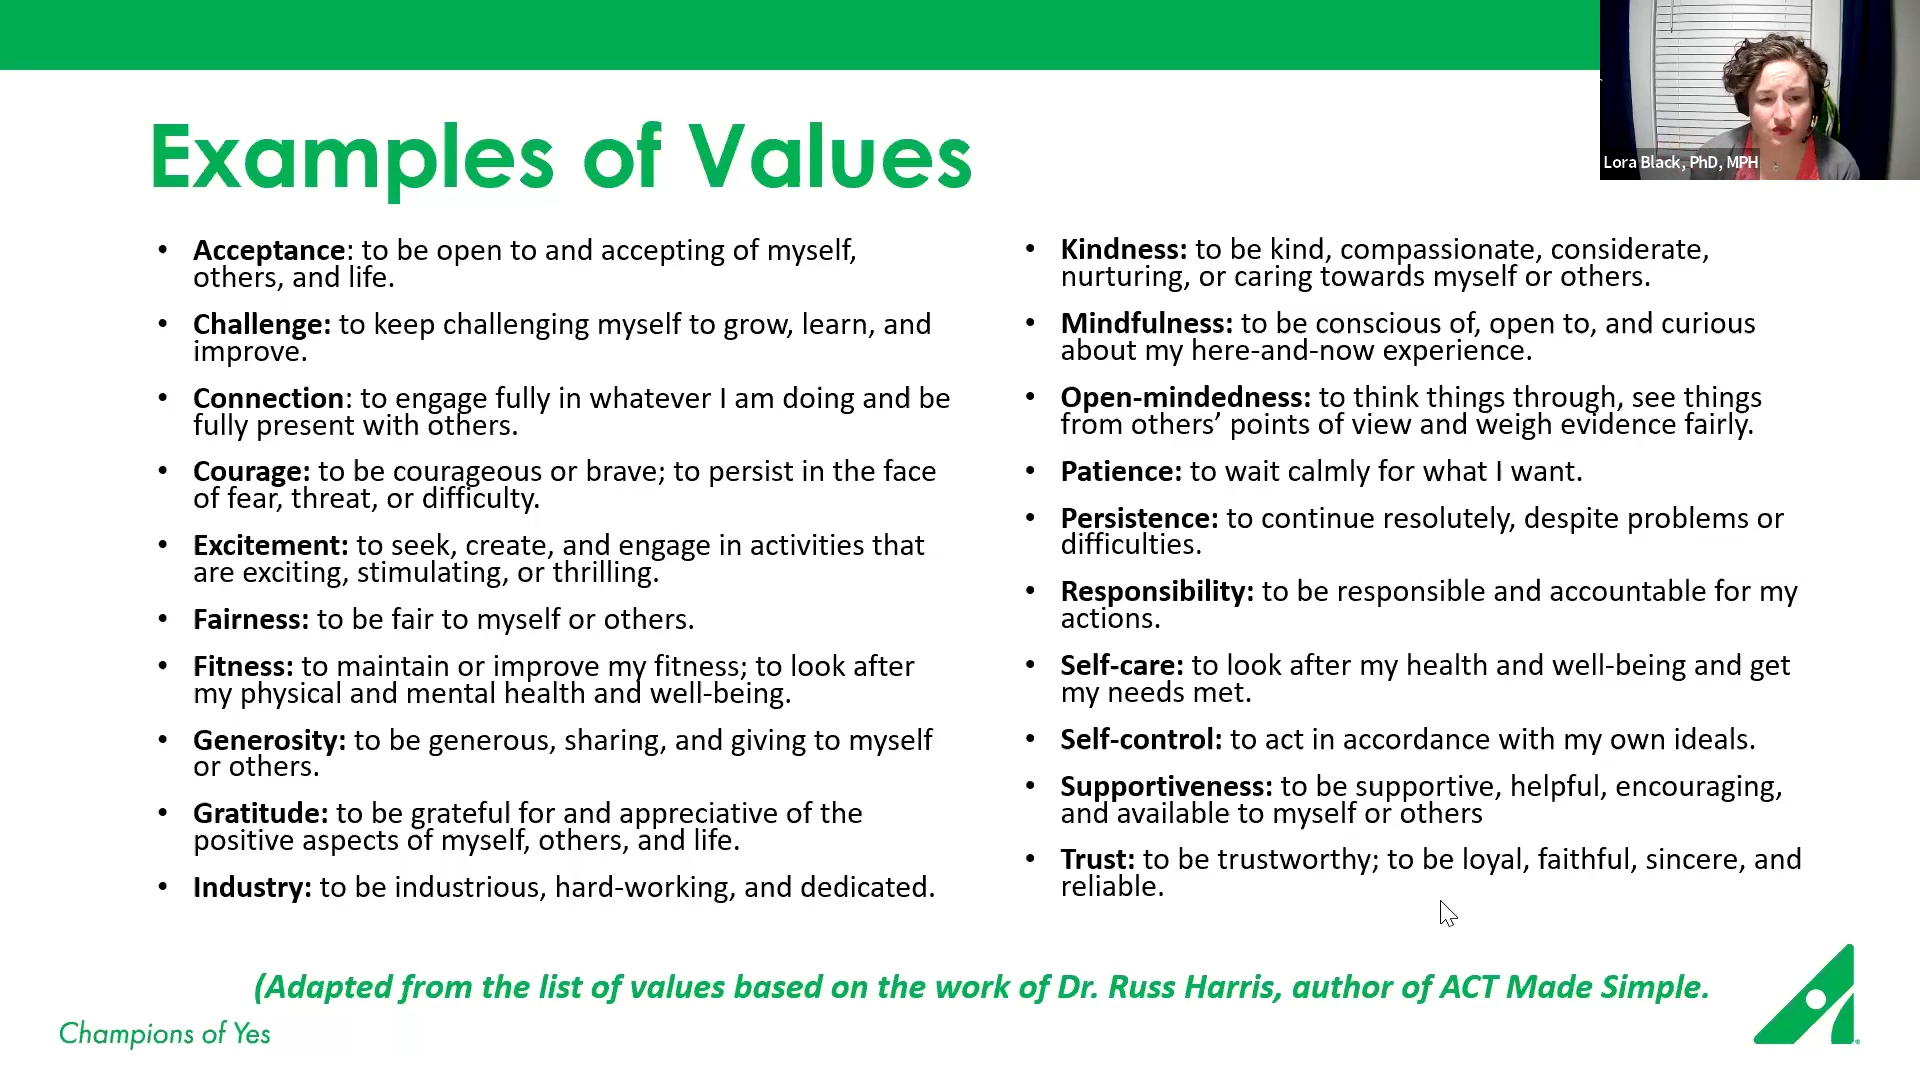 Lora Black, PhD, MPH
Examples of Values
• Acceptance: to be open to and accepting of myself,
others, and life.
• Challenge: to keep challenging myself to grow, learn, and
improve.
• Connection: to engage fully in whatever I am doing and be
fully present with others.
• Courage: to be courageous or brave; to persist in the face
of fear, threat, or difficulty.
• Excitement: to seek, create, and engage in activities that
are exciting, stimulating, or thrilling.
• Fairness: to be fair to myself or others.
• Fitness: to maintain or improve my fitness; to look after
my physical and mental health and well-being.
• Generosity: to be generous, sharing, and giving to myself
or others.
• Gratitude: to be grateful for and appreciative of the
positive aspects of myself, others, and life.
• Industry: to be industrious, hard-working, and dedicated.
• Kindness: to be kind, compassionate, considerate,
nurturing, or caring towards myself or others.
• Mindfulness: to be conscious of, open to, and curious
about my here-and-now experience.
• Open-mindedness: to think things through, see things
from others’ points of view and weigh evidence fairly.
• Patience: to wait calmly for what I want.
• Persistence: to continue resolutely, despite problems or
difficulties.
• Responsibility: to be responsible and accountable for my
actions.
• Self-care: to look after my health and well-being and get
my needs met.
• Self-control: to act in accordance with my own ideals.
• Supportiveness: to be supportive, helpful, encouraging,
and available to myself or others
• Trust: to be trustworthy; to be loyal, faithful, sincere, and
reliable.
(Adapted from the list of values based on the work of Dr. Russ Harris, author of ACT Made Simple.
Champions of Yes